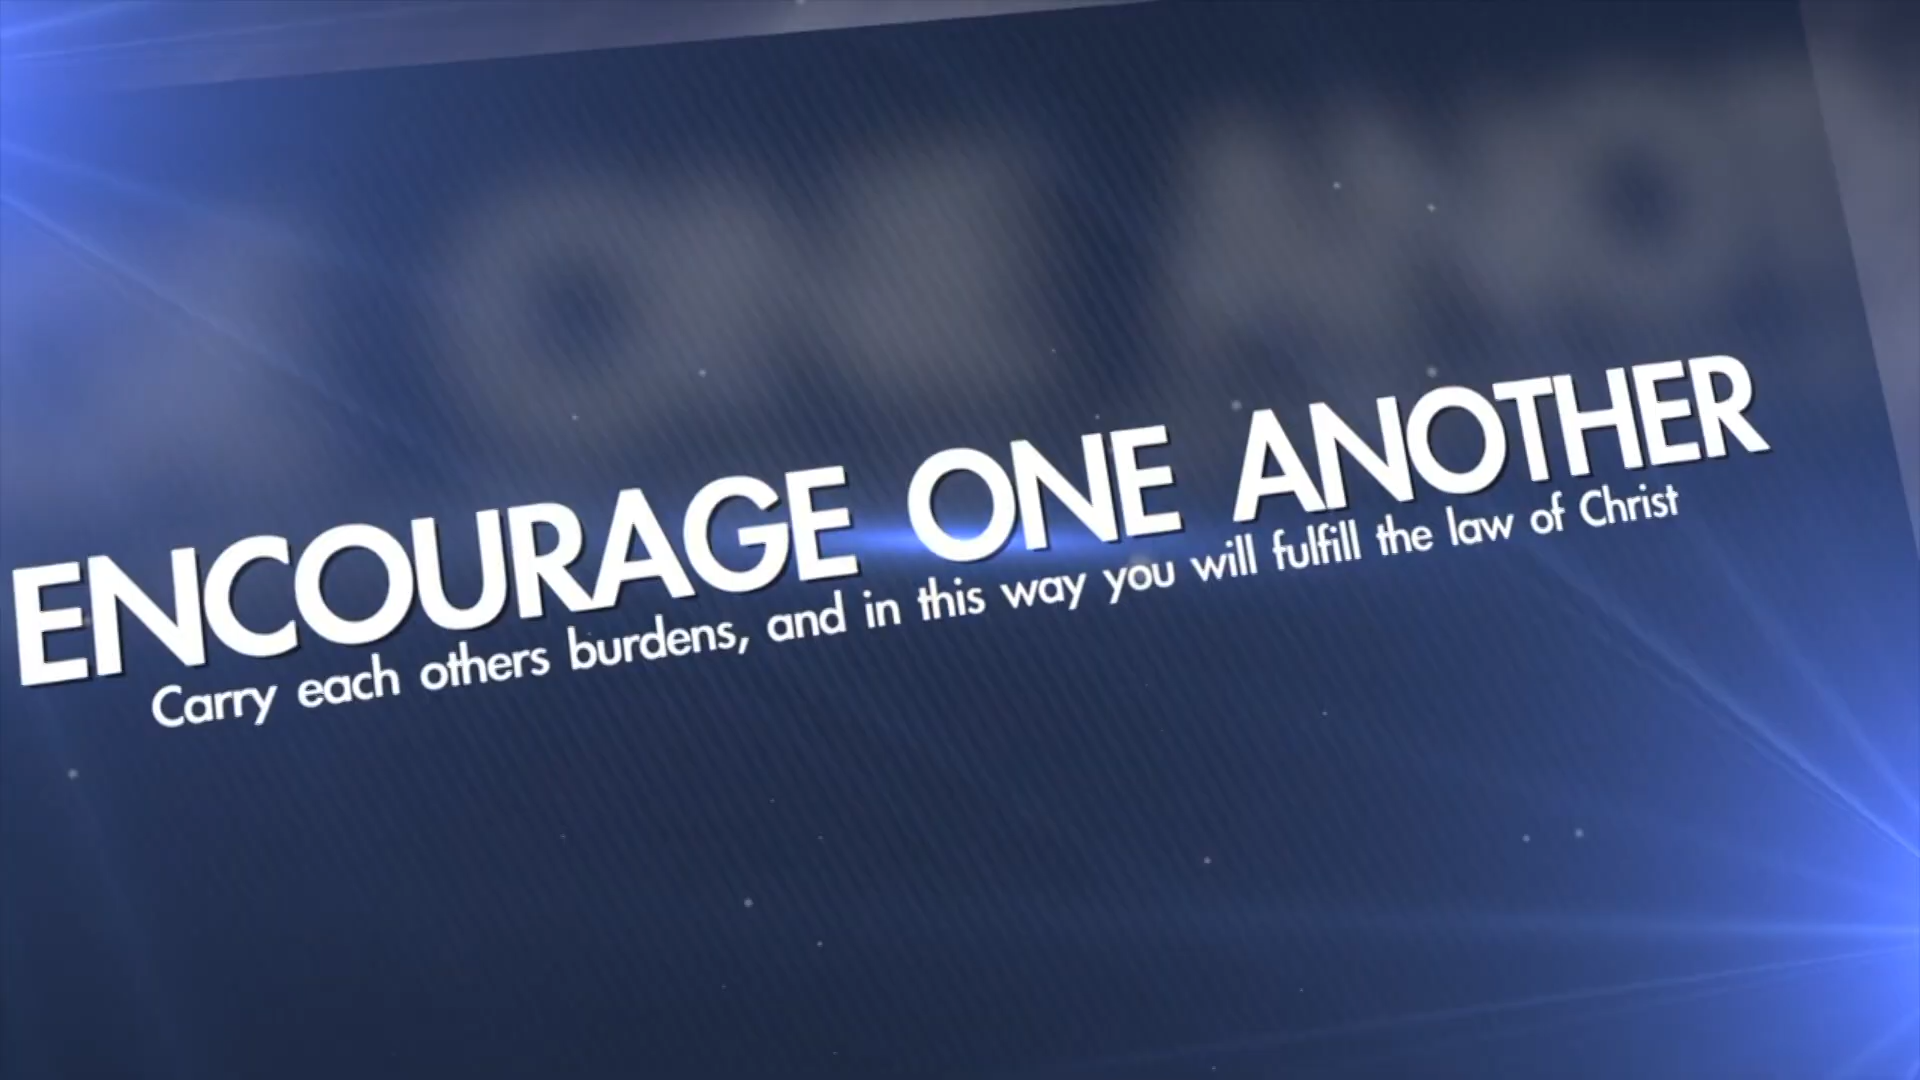 ENCOURAGE ONE ANOTHER
Carry each others burdens, and in this way you will fulfill the law of Christ